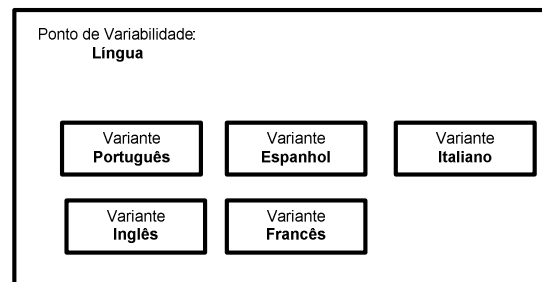 Ponto de Variabilidade:
Língua
Variante
Português
Variante
Espanhol
Variante
Italiano
Variante
Inglês
Variante
Francês